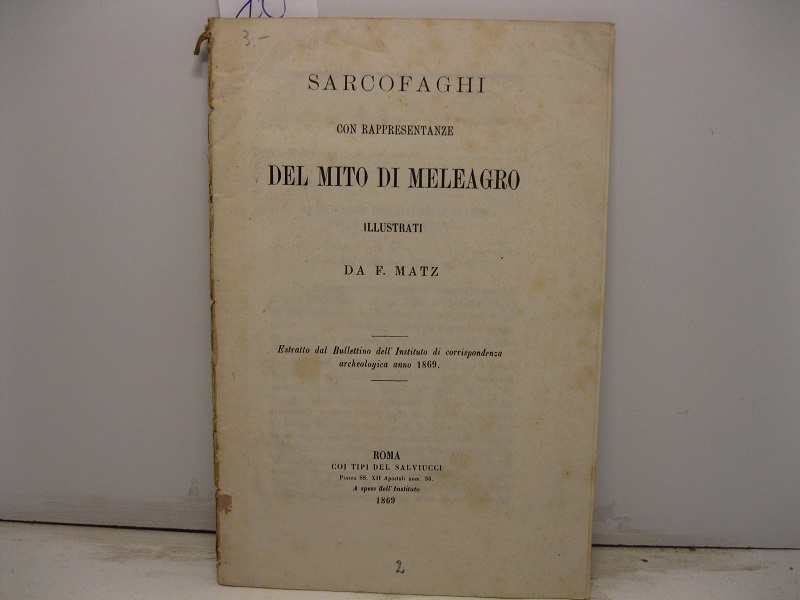 10
3.-
SARCOFAGHI
CON RAPPRESENTANZE
DEL MITO DI MELEAGRO
ILLUSTRATI
DA F. MATZ
Estratto dal Bullettino dell' Instituto di corrispondenza
archeologica anno 1869.
ROMA
COI TIPI DEL SALVIUCCI
Piazza SS. XII Apostoli num. 56.
A spese dell' Instituto
1869
2